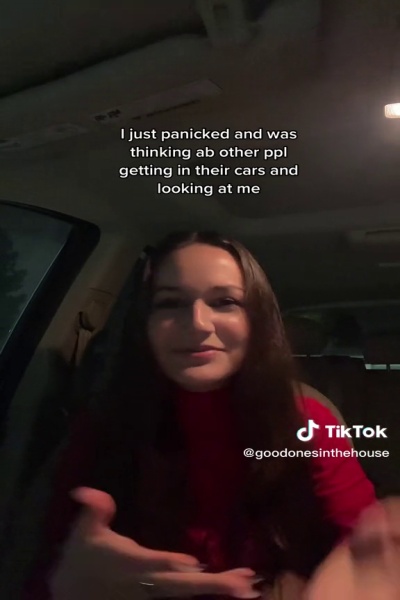 I just panicked and was
thinking ab other ppl
getting in their cars and
looking at me
TikTok
@goodonesinthehouse